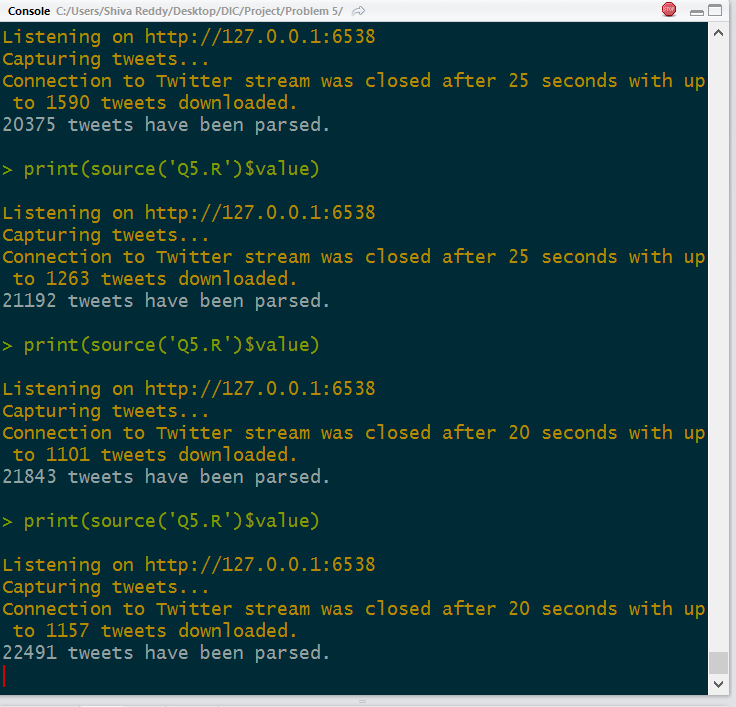 Console C:/Users/Shiva Reddy/Desktop/DIC/Project/Problem 5/
STOP
Listening on http://127.0.0.1:6538
Capturing tweets...
Connection to Twitter stream was closed after 25 seconds with up
to 1590 tweets downloaded.
20375 tweets have been parsed.
> print(source('Q5.R')$value)
Listening on http://127.0.0.1:6538
Capturing tweets...
Connection to Twitter stream was closed after 25 seconds with up
to 1263 tweets downloaded.
21192 tweets have been parsed.
> print(source('Q5.R')$value)
Listening on http://127.0.0.1:6538
Capturing tweets...
Connection to Twitter stream was closed after 20 seconds with up
to 1101 tweets downloaded.
21843 tweets have been parsed.
> print(source('Q5.R')$value)
Listening on http://127.0.0.1:6538
Capturing tweets...
Connection to Twitter stream was closed after 20 seconds with up
to 1157 tweets downloaded.
22491 tweets have been parsed.